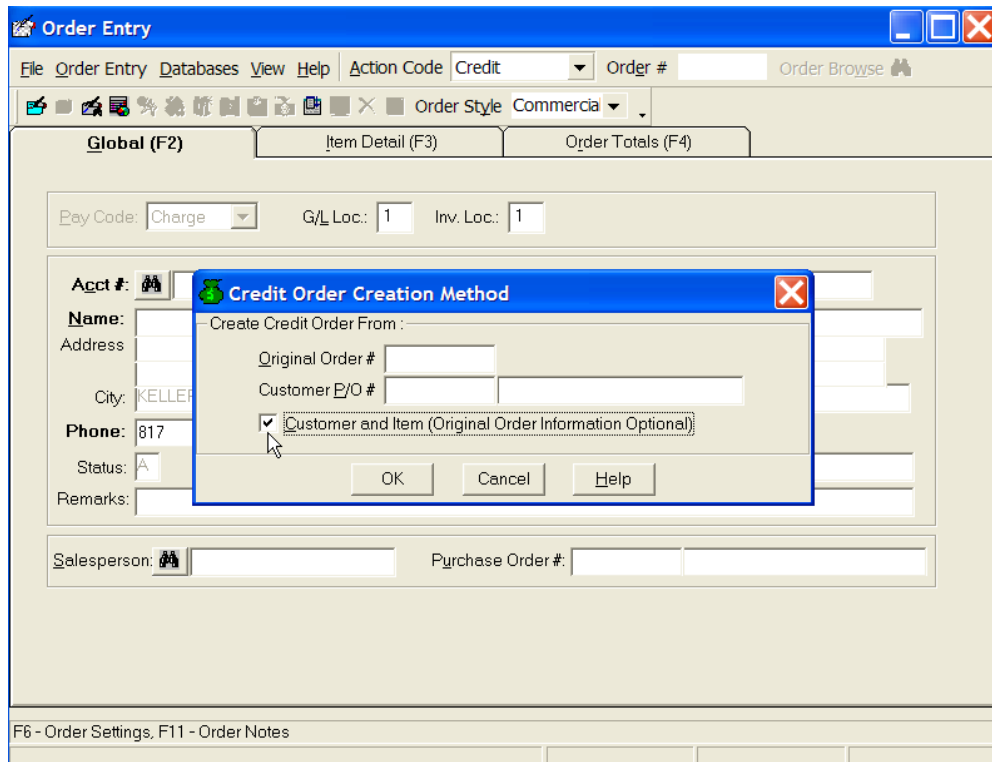 Order Entry
File Order Entry Databases View Help Action Code Credit Order # Order Browse
Order Style Commercia
Global (F2) Item Detail (F3) Order Totals (F4)
Pay Code: Charge G/L Loc.: 1 Inv. Loc.: 1
Acct #:
Name:
Address
City: KELLER
Phone: 817
Status: A
Remarks:
Credit Order Creation Method
Create Credit Order From :
Original Order #
Customer P/O #
Customer and Item (Original Order Information Optional)
OK Cancel Help
Salesperson: Purchase Order #:
F6 - Order Settings, F11 - Order Notes